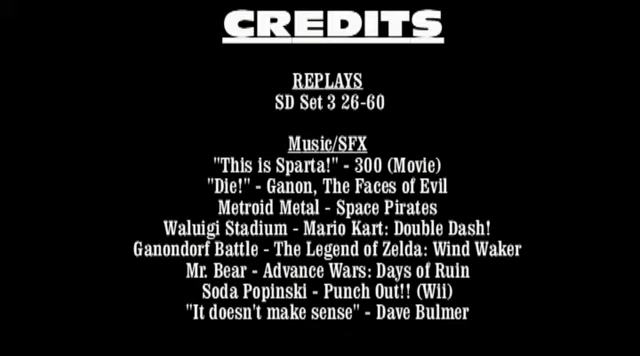 CREDITS
REPLAYS
SD Set 3 26-60
Music/SFX
"This is Sparta!" - 300 (Movie)
"Die!" - Ganon, The Faces of Evil
Metroid Metal - Space Pirates
Waluigi Stadium - Mario Kart: Double Dash!
Ganondorf Battle - The Legend of Zelda: Wind Waker
Mr. Bear - Advance Wars: Days of Ruin
Soda Popinski - Punch Out!! (Wii)
"It doesn't make sense" - Dave Bulmer